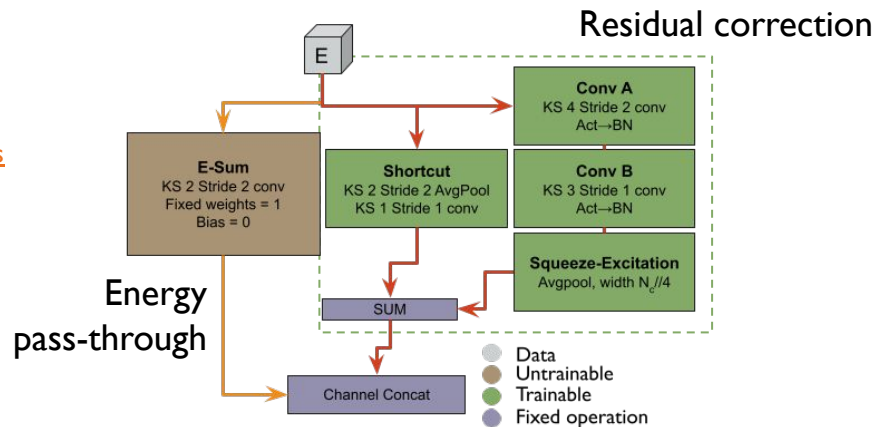 Residual correction
E
Conv A
KS 4 Stride 2 conv
Act→BN
E-Sum
KS 2 Stride 2 conv
Fixed weights = 1
Bias = 0
Shortcut
KS 2 Stride 2 AvgPool
KS 1 Stride 1 conv
Conv B
KS 3 Stride 1 conv
Act→BN
Squeeze-Excitation
Avgpool, width N_c//4
Energy
pass-through
SUM
Channel Concat
Data
Untrainable
Trainable
Fixed operation